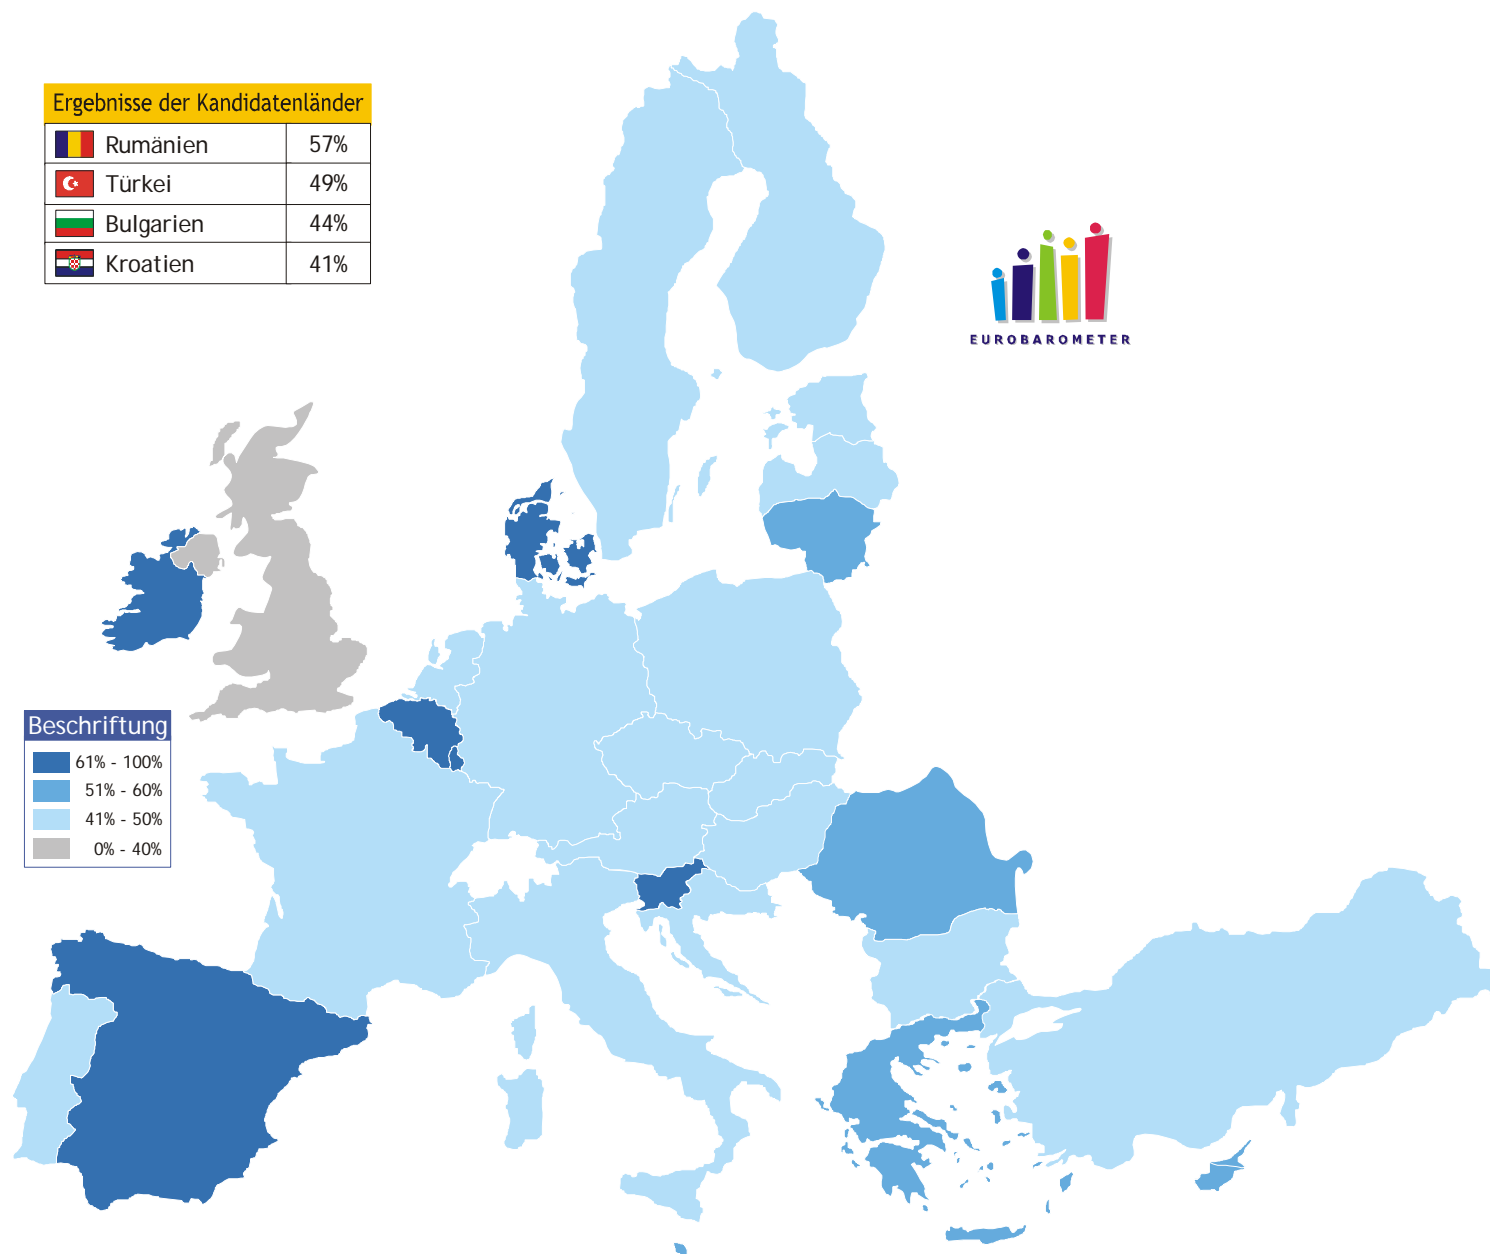 Ergebnisse der Kandidatenländer
Rumänien 57%
Türkei 49%
Bulgarien 44%
Kroatien 41%
EUROBAROMETER
Beschriftung
61% - 100%
51% - 60%
41% - 50%
0% - 40%